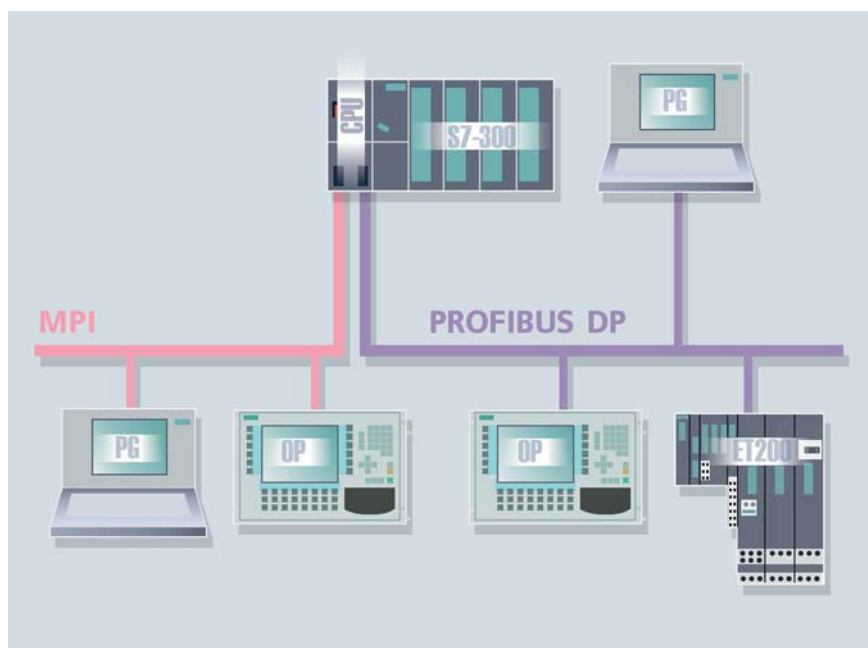 CPU
S7-300
PG
MPI
PROFIBUS DP
PG
OP
OP
ET200